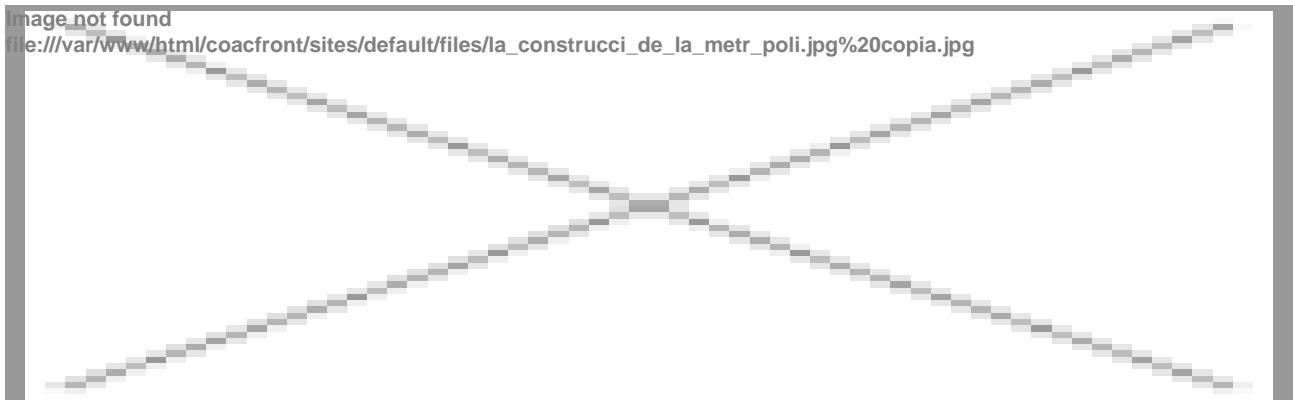 Image not found
file:///var/www/html/coacfront/sites/default/files/la_construcci_de_la_metr_poli.jpg%20copia.jpg